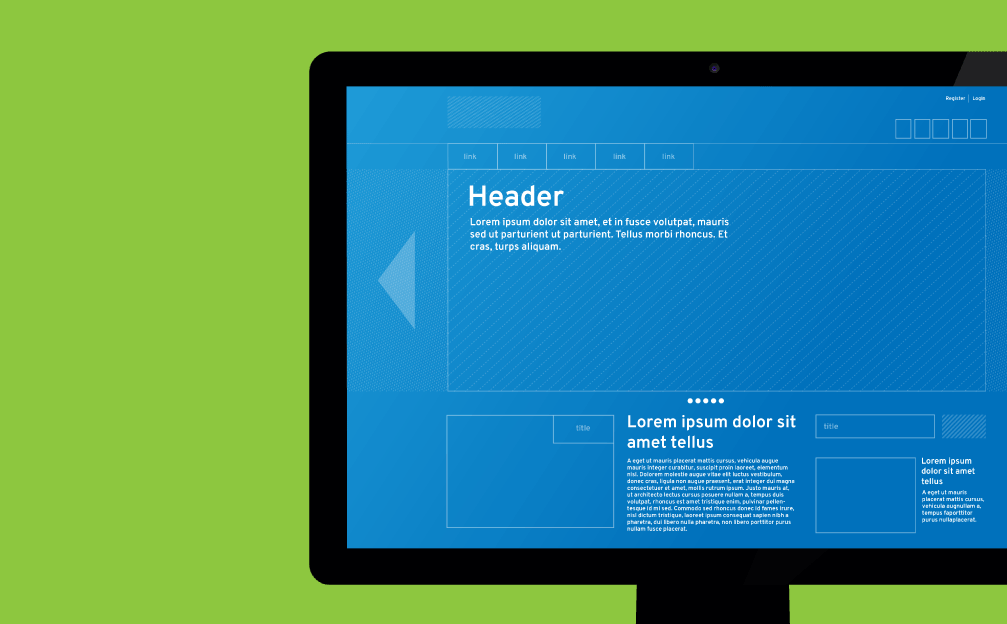 Register | Login
link link link link link
Header
Lorem ipsum dolor sit amet, et in fusce volutpat, mauris
sed ut parturient ut parturient. Tellus morbi rhoncus. Et
cras, turps aliquam.
title
Lorem ipsum dolor sit
amet tellus
A eget ut mauris placerat mattis cursus, vehicula augue
mauris integer curabitur, suscipit proin laoreet, elementum
nisl. Dolorem molestie augue vitae elit luctus vestibulum,
donec cras, ligula non augue praesent, erat integer dui magna
consectetuer et amet, mollis rutrum ipsum. Justo mauris at,
ut architecto lectus cursus posuere nullam a, tempus duis
volutpat, rhoncus est amet tristique enim, pulvinar pellen-
tesque id mi sed. Commodo sed rhoncus donec id fames irure,
nisl dictum tristique, laoreet ipsum consequat sapien nibh a
pharetra, dui libero nulla pharetra, non libero porttitor purus
nullam fusce placerat.
title
Lorem ipsum
dolor sit amet
tellus
A eget ut mauris
placerat mattis cursus,
vehicula augnullam a,
tempus faporttitor
purus nullaplacerat.